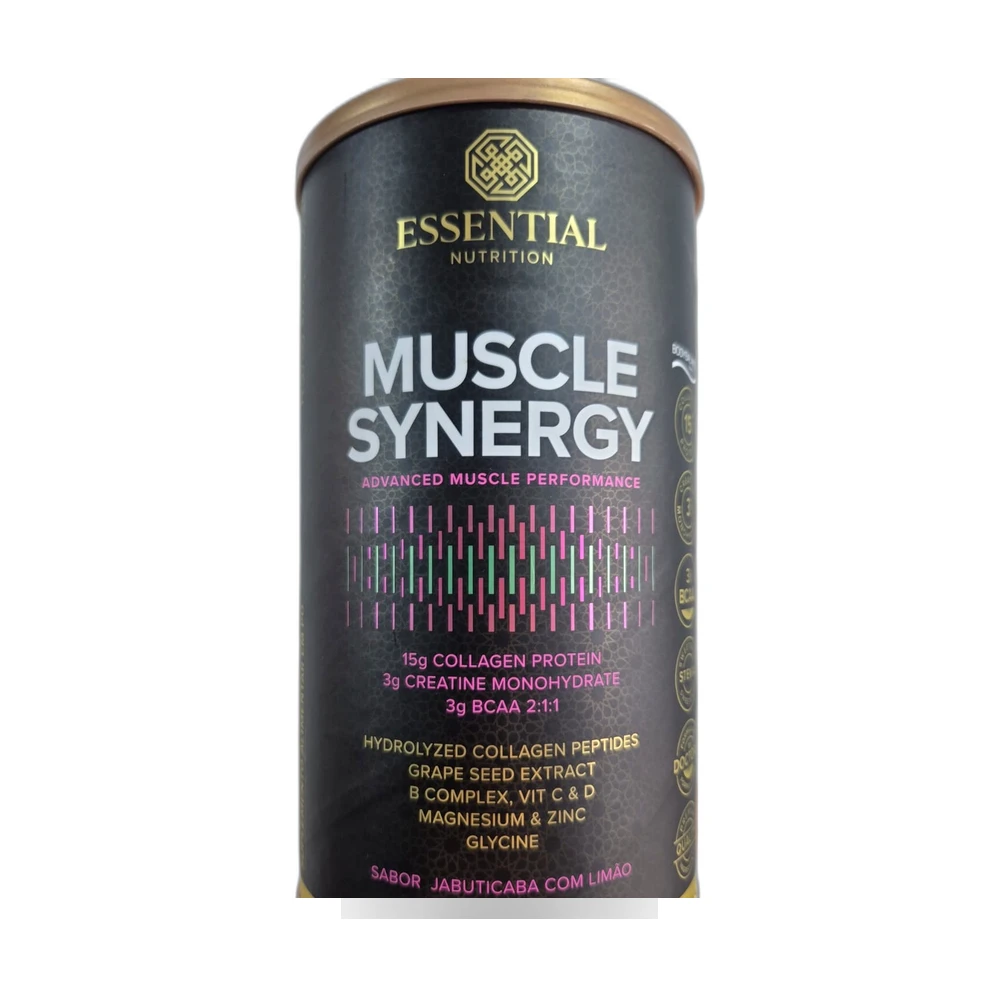 ESSENTIAL
NUTRITION
MUSCLE
SYNERGY
ADVANCED MUSCLE PERFORMANCE
15g COLLAGEN PROTEIN
3g CREATINE MONOHYDRATE
3g BCAA 2:1:1
HYDROLYZED COLLAGEN PEPTIDES
GRAPE SEED EXTRACT
B COMPLEX, VIT C & D
MAGNESIUM & ZINC
GLYCINE
SABOR JABUTICABA COM LIMÃO